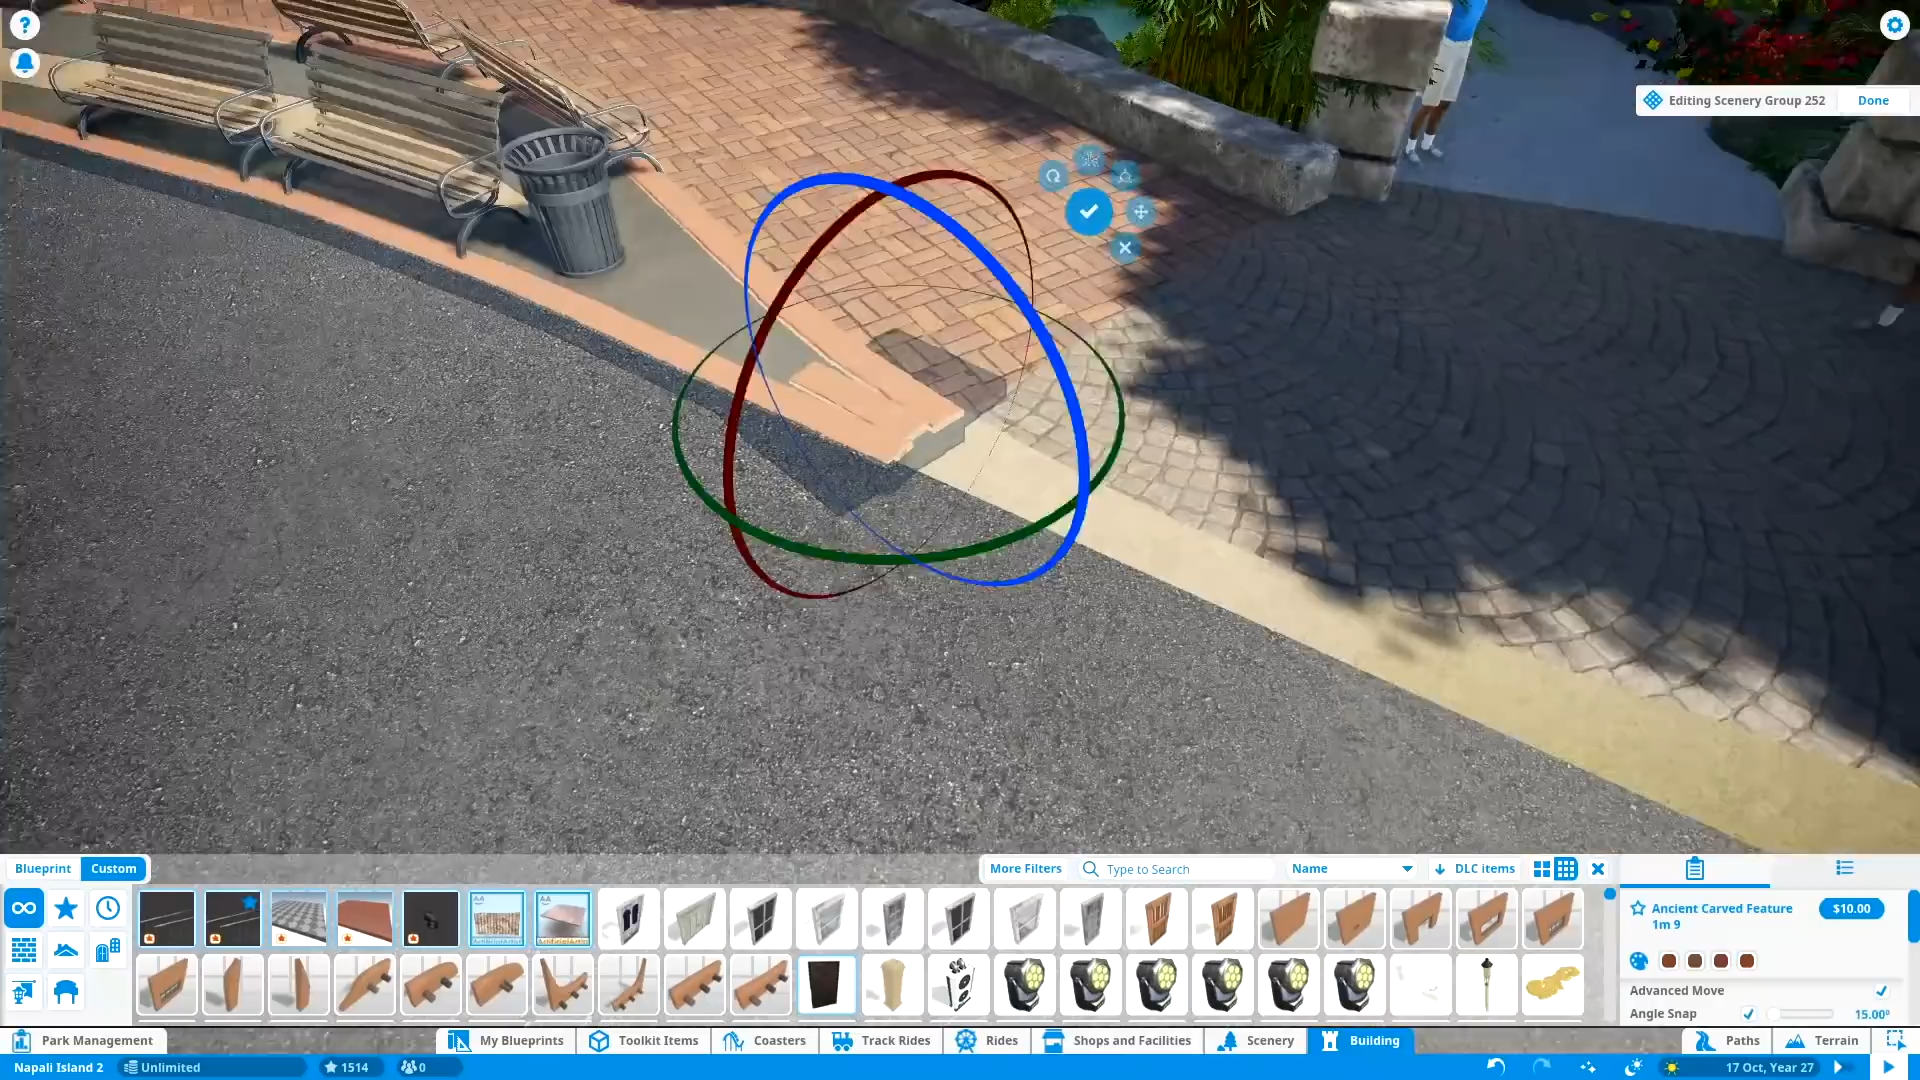 ?
Editing Scenery Group 252
Done
Blueprint
Custom
More Filters
Type to Search
Name
DLC items
Ancient Carved Feature
1m 9
$10.00
AA
AA
Advanced Move
Angle Snap
15.00°
Park Management
My Blueprints
Toolkit Items
Coasters
Track Rides
Rides
Shops and Facilities
Scenery
Building
Paths
Terrain
Napali Island 2
Unlimited
1514
0
17 Oct, Year 27